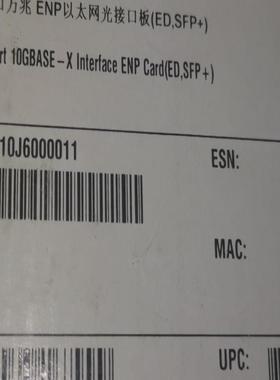 万兆 ENP以太网光接口板(ED,SFP+)
rt 10GBASE-X Interface ENP Card(ED,SFP+)
10J6000011
ESN:
MAC:
UPC: